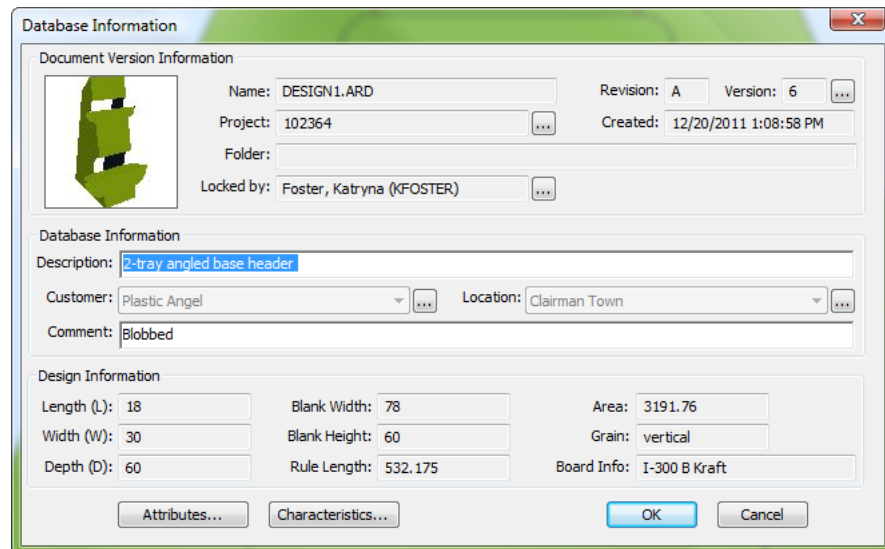 Database Information
Document Version Information
Name: DESIGN1.ARD Revision: A Version: 6 ...
Project: 102364 ... Created: 12/20/2011 1:08:58 PM
Folder:
Locked by: Foster, Katryna (KFOSTER) ...
Database Information
Description: 2-tray angled base header
Customer: Plastic Angel ... Location: Clairman Town ...
Comment: Blobbed
Design Information
Length (L): 18 Blank Width: 78 Area: 3191.76
Width (W): 30 Blank Height: 60 Grain: vertical
Depth (D): 60 Rule Length: 532.175 Board Info: I-300 B Kraft
Attributes... Characteristics... OK Cancel